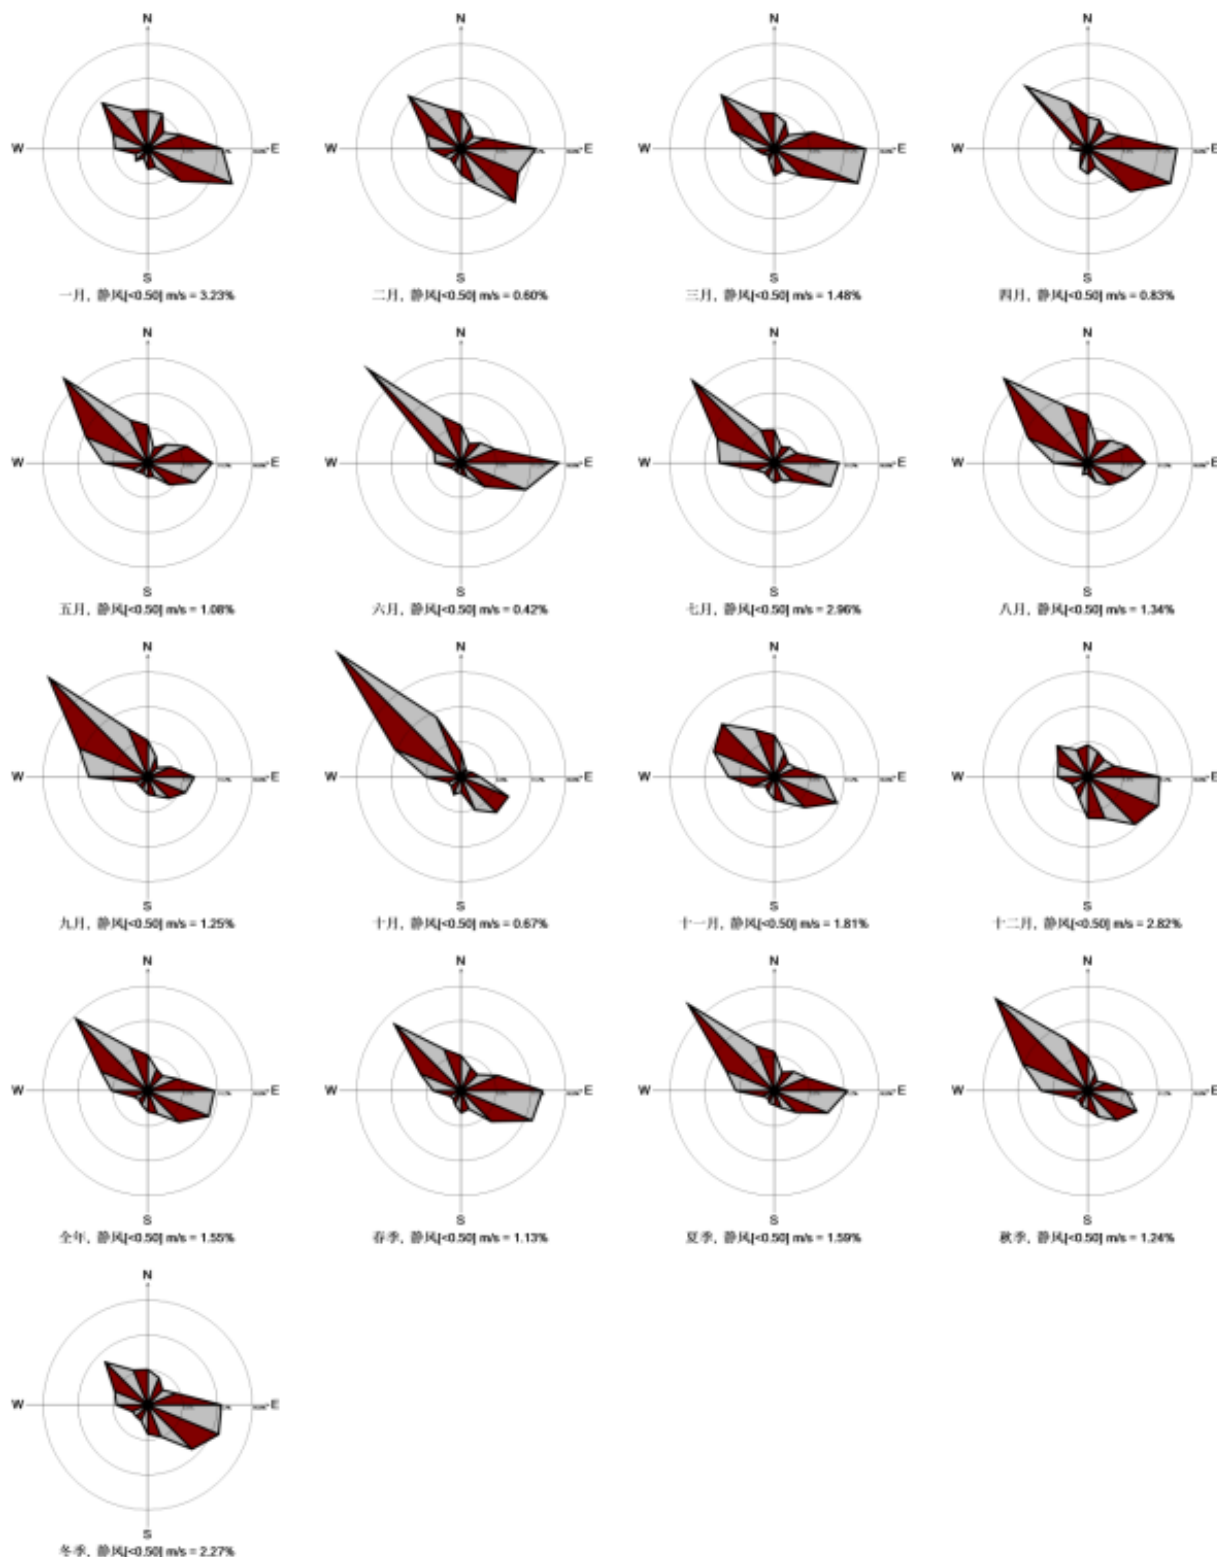 N N N N
W E W E W E W E
S S S S
一月, 静风[<0.50] m/s = 3.23% 二月, 静风[<0.50] m/s = 0.60% 三月, 静风[<0.50] m/s = 1.48% 四月, 静风[<0.50] m/s = 0.83%
N N N N
W E W E W E W E
S S S S
五月, 静风[<0.50] m/s = 1.08% 六月, 静风[<0.50] m/s = 0.42% 七月, 静风[<0.50] m/s = 2.96% 八月, 静风[<0.50] m/s = 1.34%
N N N N
W E W E W E W E
S S S S
九月, 静风[<0.50] m/s = 1.25% 十月, 静风[<0.50] m/s = 0.67% 十一月, 静风[<0.50] m/s = 1.81% 十二月, 静风[<0.50] m/s = 2.82%
N N N N
W E W E W E W E
S S S S
全年, 静风[<0.50] m/s = 1.55% 春季, 静风[<0.50] m/s = 1.13% 夏季, 静风[<0.50] m/s = 1.59% 秋季, 静风[<0.50] m/s = 1.24%
N
W E
S
冬季, 静风[<0.50] m/s = 2.27%